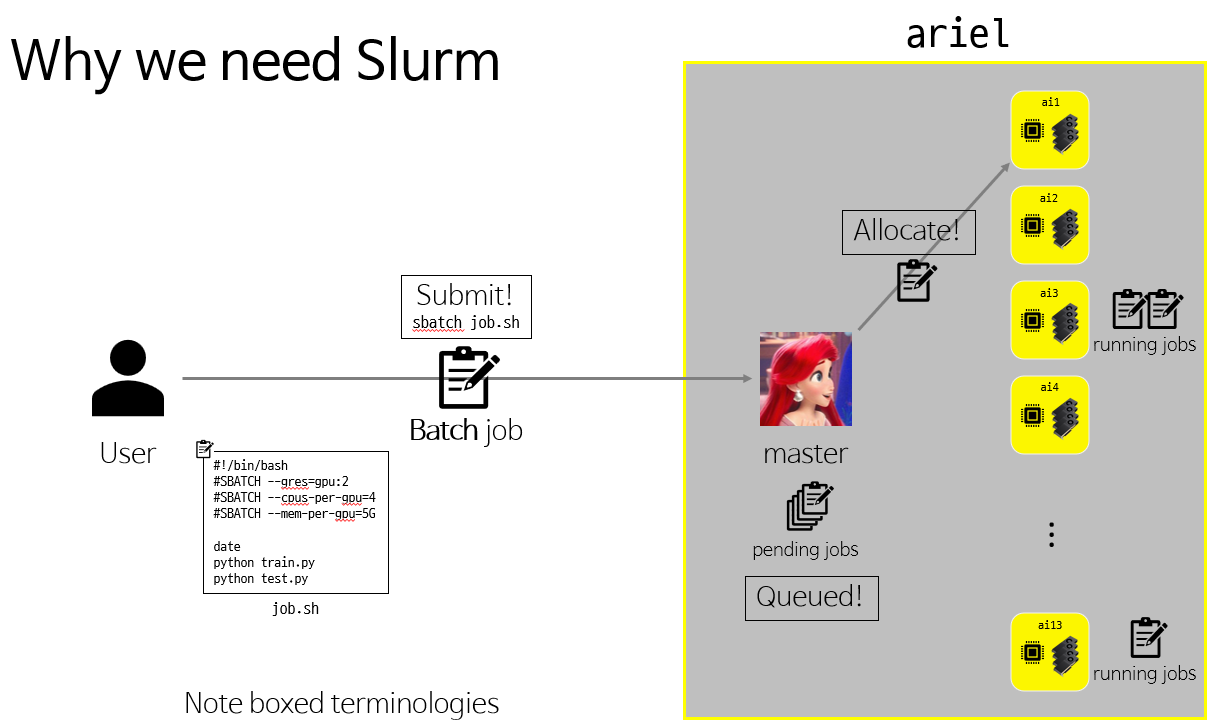 Why we need Slurm
ariel
ai1
ai2
Allocate!
ai3
running jobs
Submit!
sbatch job.sh
ai4
Batch job
User
master
#!/bin/bash
#SBATCH --gres=gpu:2
#SBATCH --cpus-per-gpu=4
#SBATCH --mem-per-gpu=5G
date
python train.py
python test.py
job.sh
pending jobs
Queued!
ai13
running jobs
Note boxed terminologies